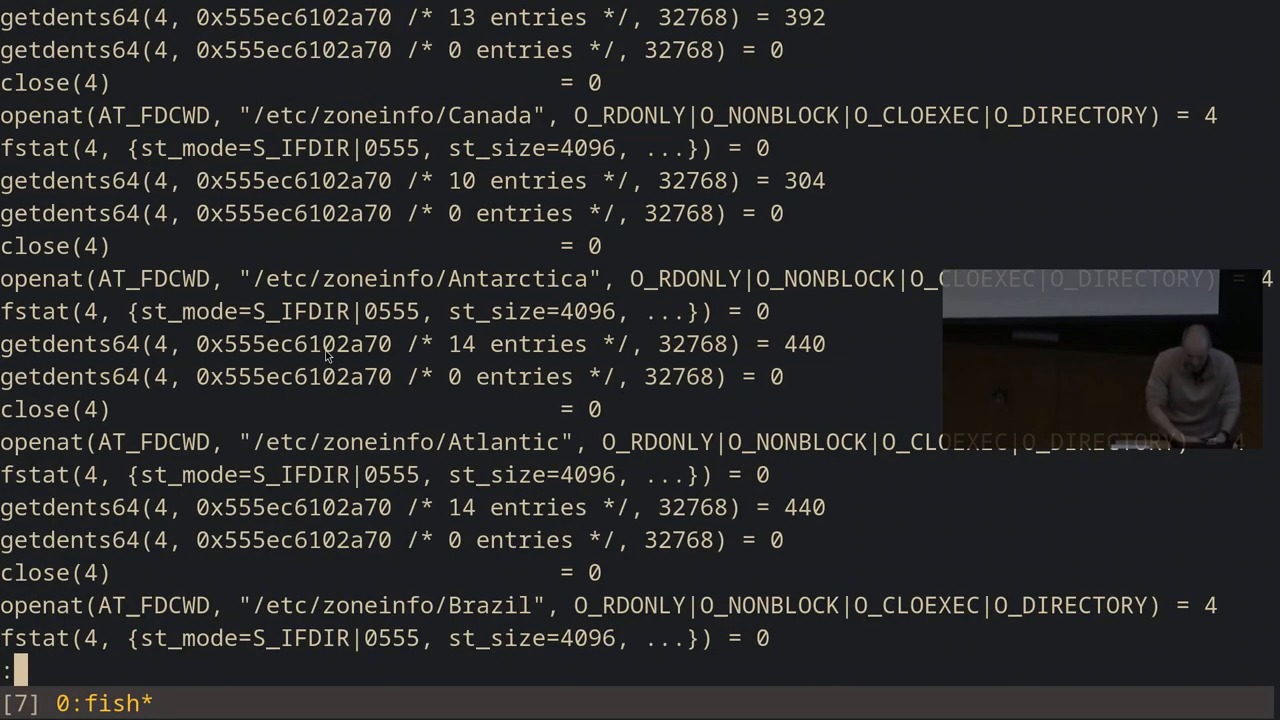 getdents64(4, 0x555ec6102a70 /* 13 entries */, 32768) = 392
getdents64(4, 0x555ec6102a70 /* 0 entries */, 32768) = 0
close(4)                                = 0
openat(AT_FDCWD, "/etc/zoneinfo/Canada", O_RDONLY|O_NONBLOCK|O_CLOEXEC|O_DIRECTORY) = 4
fstat(4, {st_mode=S_IFDIR|0555, st_size=4096, ...}) = 0
getdents64(4, 0x555ec6102a70 /* 10 entries */, 32768) = 304
getdents64(4, 0x555ec6102a70 /* 0 entries */, 32768) = 0
close(4)                                = 0
openat(AT_FDCWD, "/etc/zoneinfo/Antarctica", O_RDONLY|O_NONBLOCK|O_CLOEXEC|O_DIRECTORY) = 4
fstat(4, {st_mode=S_IFDIR|0555, st_size=4096, ...}) = 0
getdents64(4, 0x555ec6102a70 /* 14 entries */, 32768) = 440
getdents64(4, 0x555ec6102a70 /* 0 entries */, 32768) = 0
close(4)                                = 0
openat(AT_FDCWD, "/etc/zoneinfo/Atlantic", O_RDONLY|O_NONBLOCK|O_CLOEXEC|O_DIRECTORY) = 4
fstat(4, {st_mode=S_IFDIR|0555, st_size=4096, ...}) = 0
getdents64(4, 0x555ec6102a70 /* 14 entries */, 32768) = 440
getdents64(4, 0x555ec6102a70 /* 0 entries */, 32768) = 0
close(4)                                = 0
openat(AT_FDCWD, "/etc/zoneinfo/Brazil", O_RDONLY|O_NONBLOCK|O_CLOEXEC|O_DIRECTORY) = 4
fstat(4, {st_mode=S_IFDIR|0555, st_size=4096, ...}) = 0
:
[7] 0:fish*